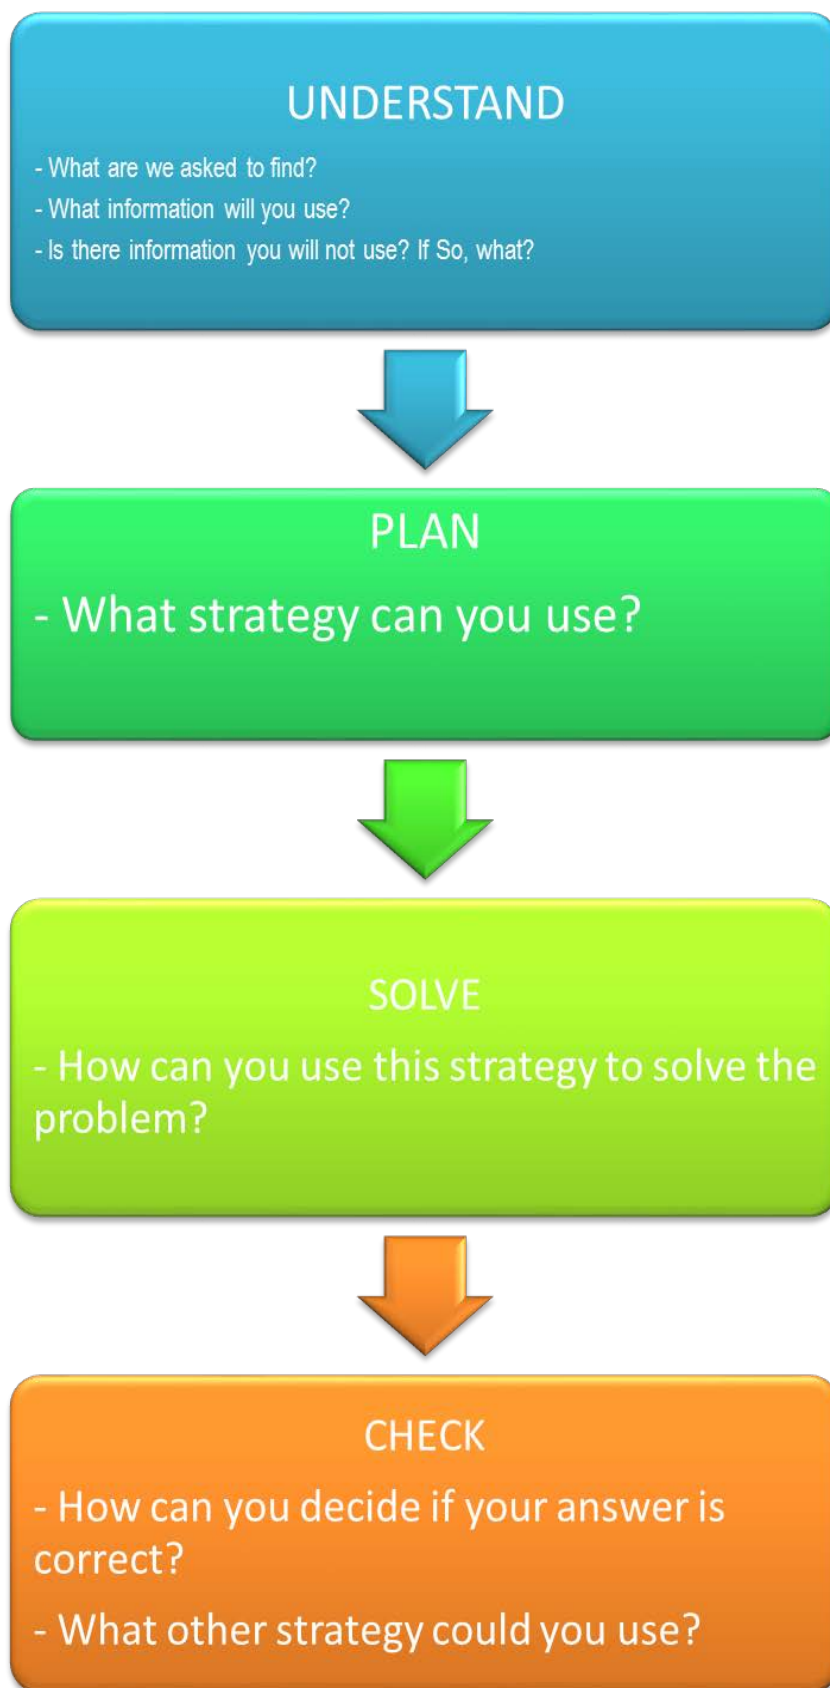 UNDERSTAND
- What are we asked to find?
- What information will you use?
- Is there information you will not use? If So, what?
PLAN
- What strategy can you use?
SOLVE
- How can you use this strategy to solve the
problem?
CHECK
- How can you decide if your answer is
correct?
- What other strategy could you use?